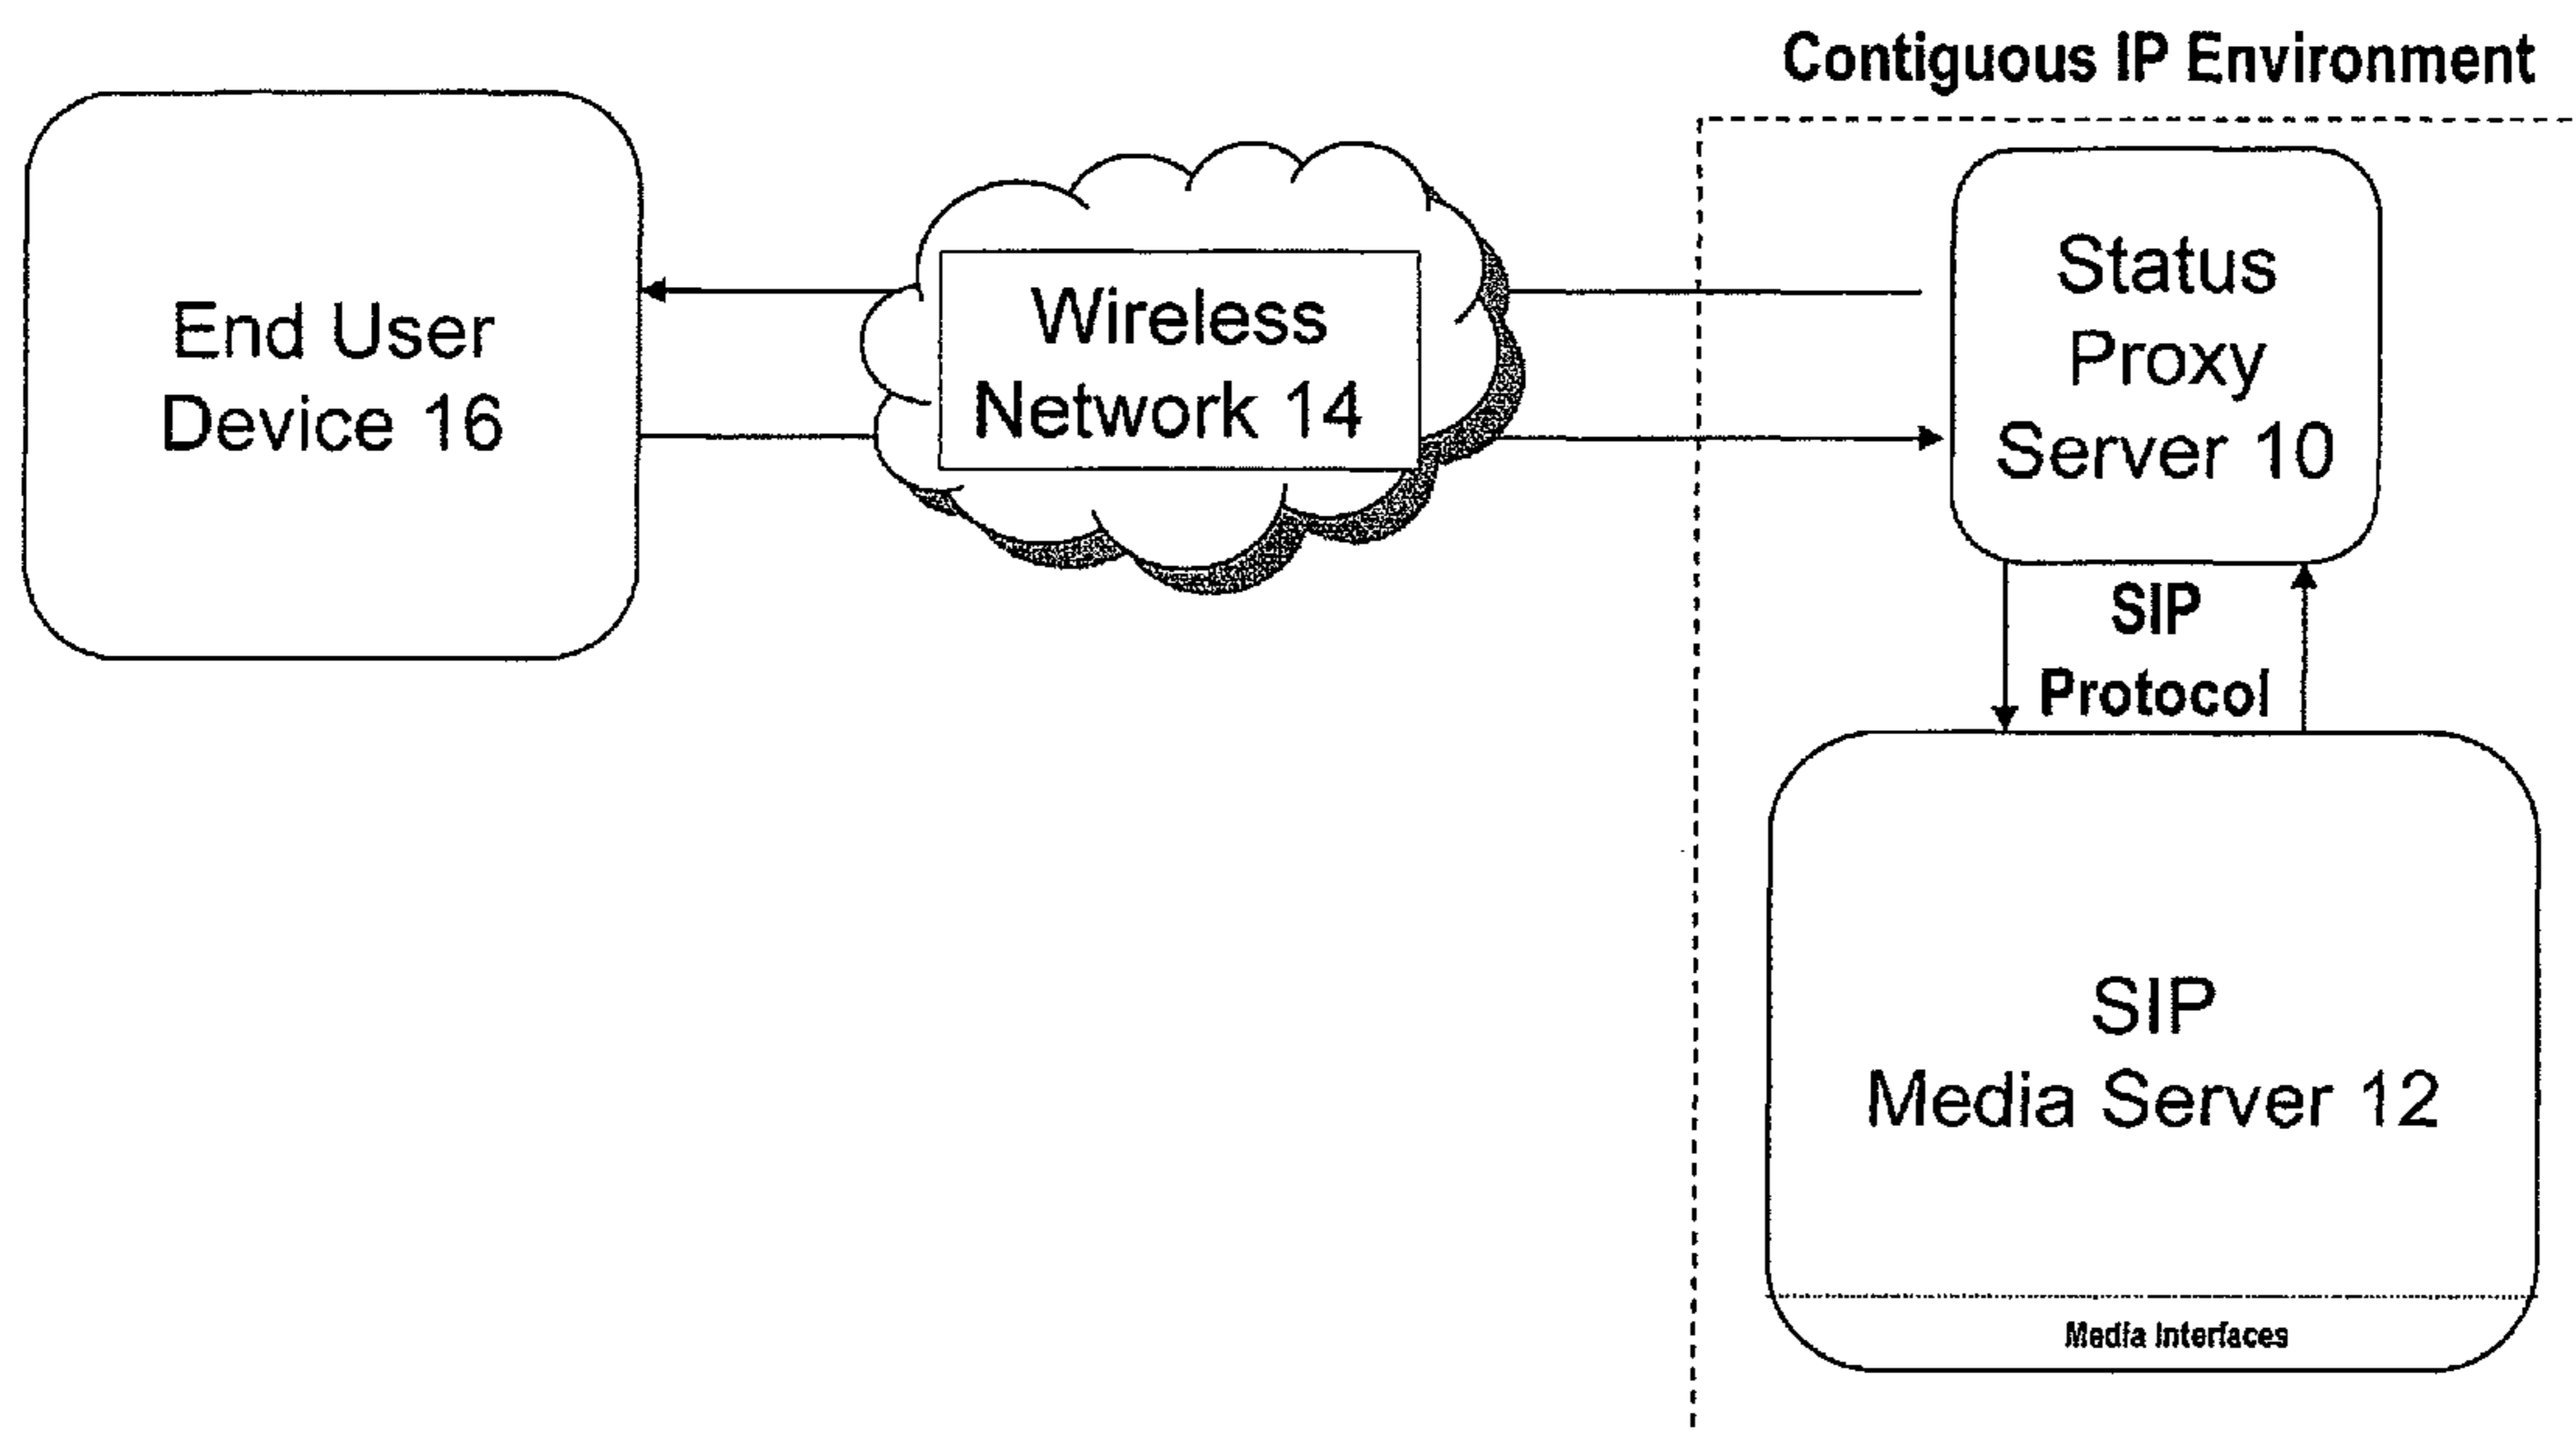 Contiguous IP Environment
End User
Device 16
Wireless
Network 14
Status
Proxy
Server 10
SIP
Protocol
SIP
Media Server 12
Media Interfaces